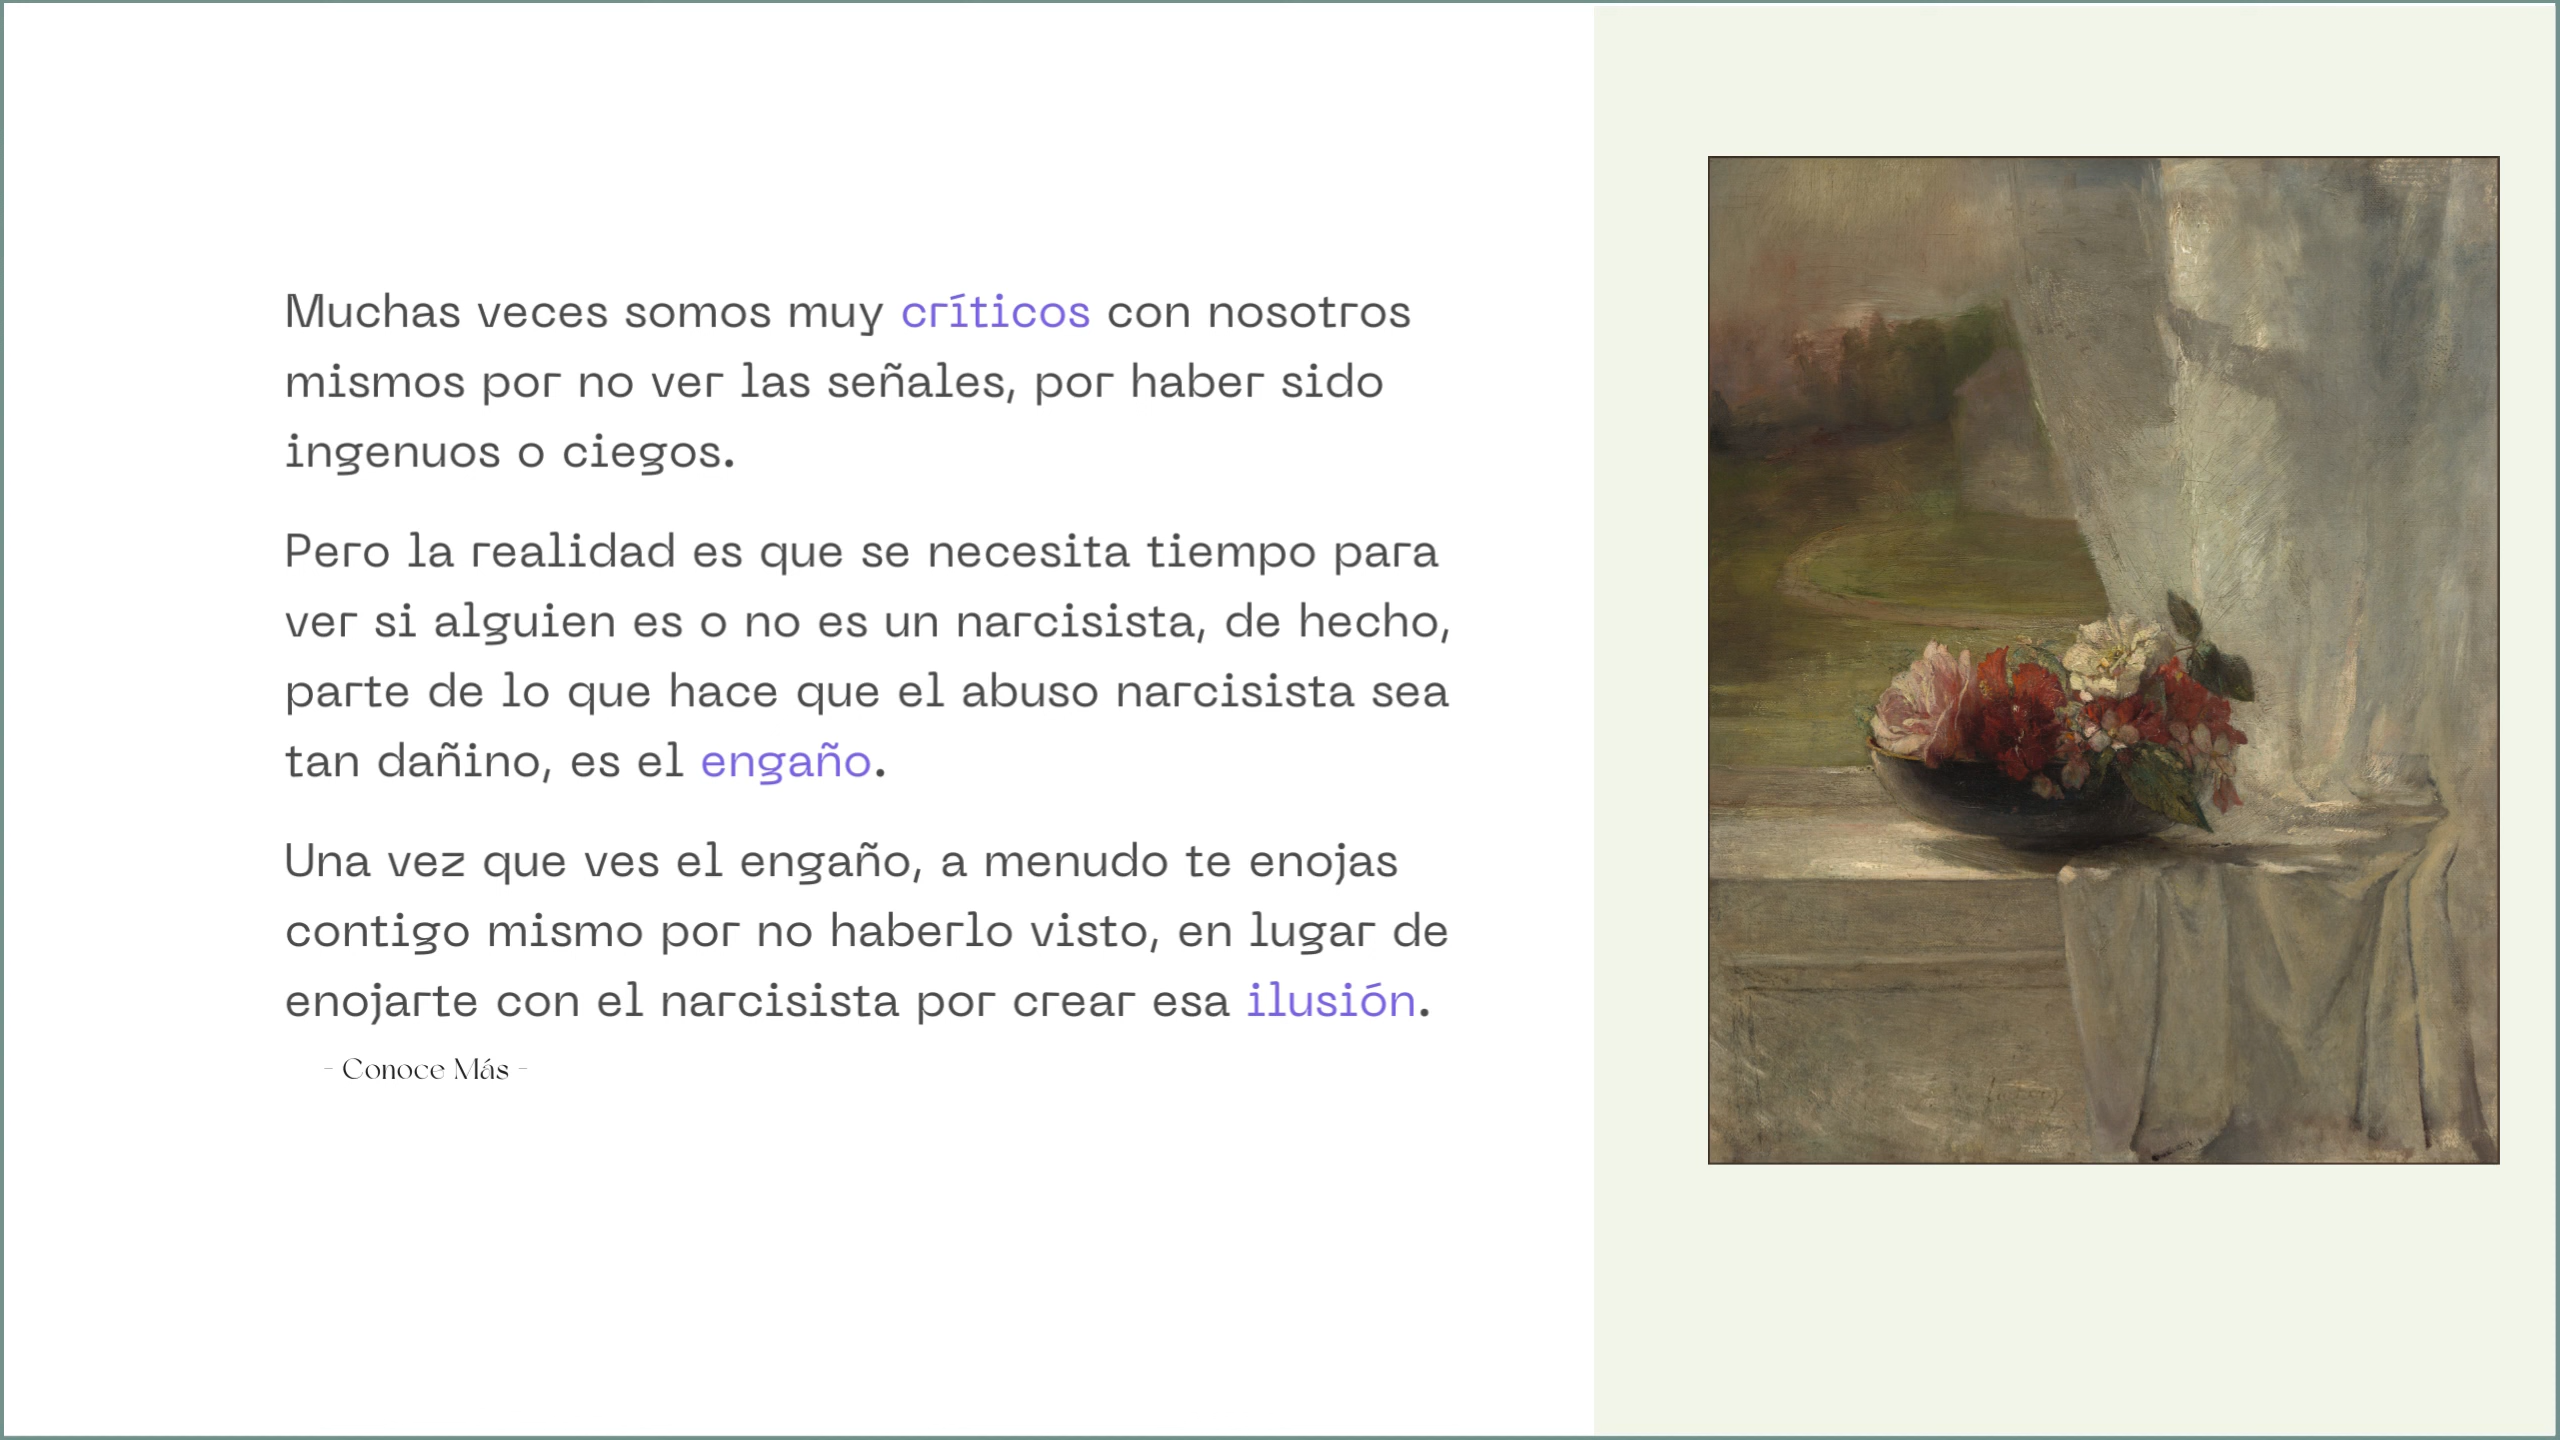 Muchas veces somos muy críticos con nosotros
mismos por no ver las señales, por haber sido
ingenuos o ciegos.
Pero la realidad es que se necesita tiempo para
ver si alguien es o no es un narcisista, de hecho,
parte de lo que hace que el abuso narcisista sea
tan dañino, es el engaño.
Una vez que ves el engaño, a menudo te enojas
contigo mismo por no haberlo visto, en lugar de
enojarte con el narcisista por crear esa ilusión.
- Conoce Más -